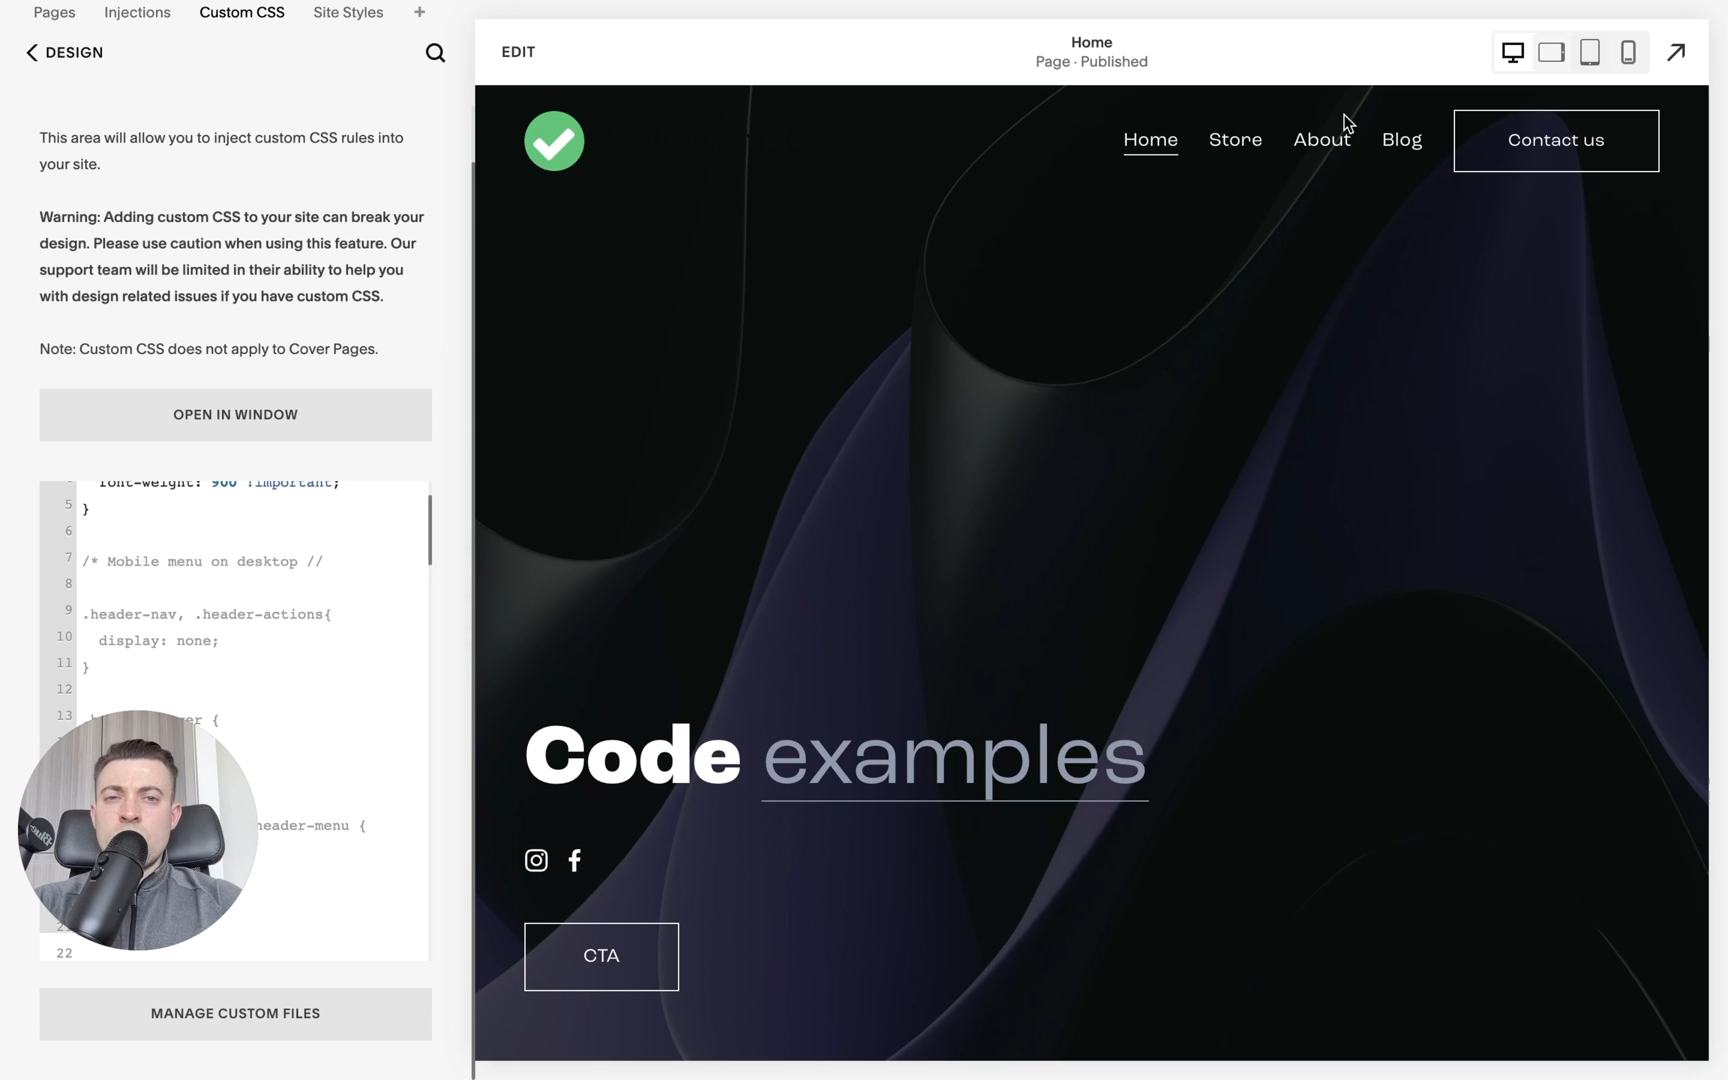 Pages Injections Custom CSS Site Styles +
DESIGN
This area will allow you to inject custom CSS rules into
your site.
Warning: Adding custom CSS to your site can break your
design. Please use caution when using this feature. Our
support team will be limited in their ability to help you
with design related issues if you have custom CSS.
Note: Custom CSS does not apply to Cover Pages.
OPEN IN WINDOW
font-weight: 900 !important;
5 }
6
7 /* Mobile menu on desktop //
8
9 .header-nav, .header-actions{
10 display: none;
11 }
12
13 {
header-menu {
22
MANAGE CUSTOM FILES
EDIT
Home
Page · Published
Home Store About Blog Contact us
Code examples
CTA